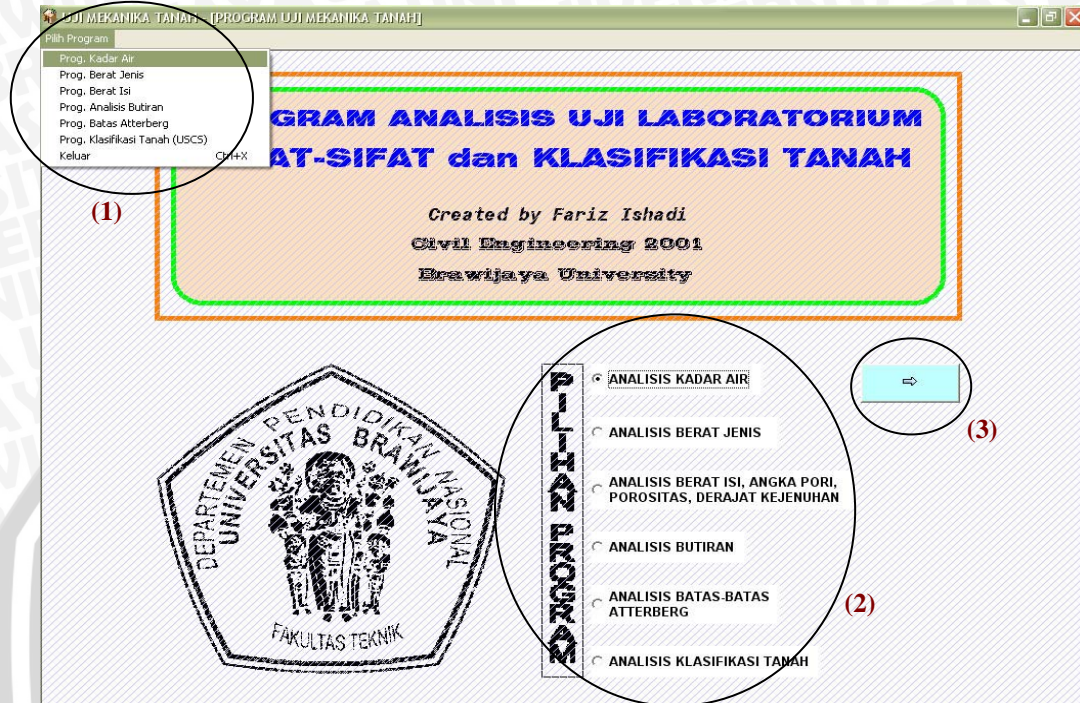 UJI MEKANIKA TANAH - [PROGRAM UJI MEKANIKA TANAH]
Pilih Program
Prog. Kadar Air
Prog. Berat Jenis
Prog. Berat Isi
Prog. Analisis Butiran
Prog. Batas Atterberg
Prog. Klasifikasi Tanah (USCS)
Keluar Ctrl+X
(1)
GRAM ANALISIS UJI LABORATORIUM
AT-SIFAT dan KLASIFIKASI TANAH
Created by Fariz Ishadi
Civil Engineering 2001
Brawijaya University
DEPARTEMEN PENDIDIKAN NASIONAL
UNIVERSITAS BRAWIJAYA
FAKULTAS TEKNIK
PILIHAN PROGRAM
ANALISIS KADAR AIR
ANALISIS BERAT JENIS
ANALISIS BERAT ISI, ANGKA PORI,
POROSITAS, DERAJAT KEJENUHAN
ANALISIS BUTIRAN
ANALISIS BATAS-BATAS
ATTERBERG
ANALISIS KLASIFIKASI TANAH
(2)
⇨
(3)